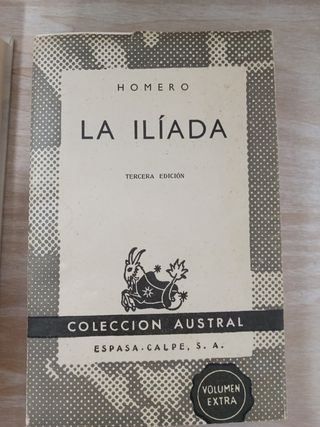 HOMERO
LA ILÍADA
TERCERA EDICIÓN
COLECCION AUSTRAL
ESPASA-CALPE, S. A.
VOLUMEN
EXTRA